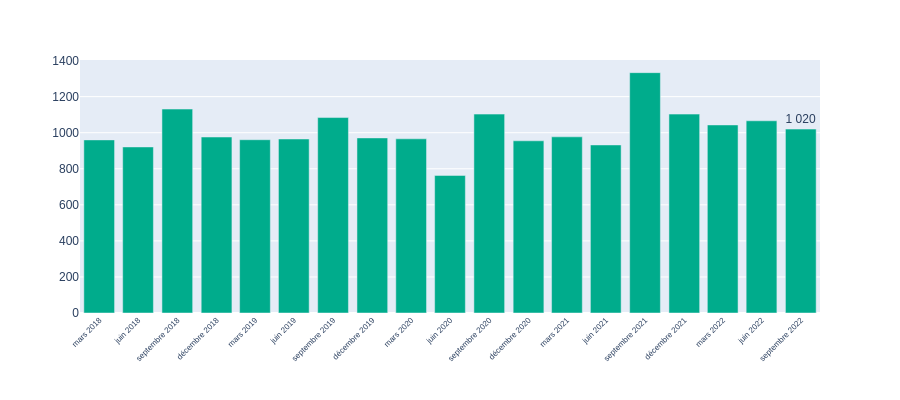 1400
1200
1000
800
600
400
200
0
1 020
mars 2018
juin 2018
septembre 2018
décembre 2018
mars 2019
juin 2019
septembre 2019
décembre 2019
mars 2020
juin 2020
septembre 2020
décembre 2020
mars 2021
juin 2021
septembre 2021
décembre 2021
mars 2022
juin 2022
septembre 2022